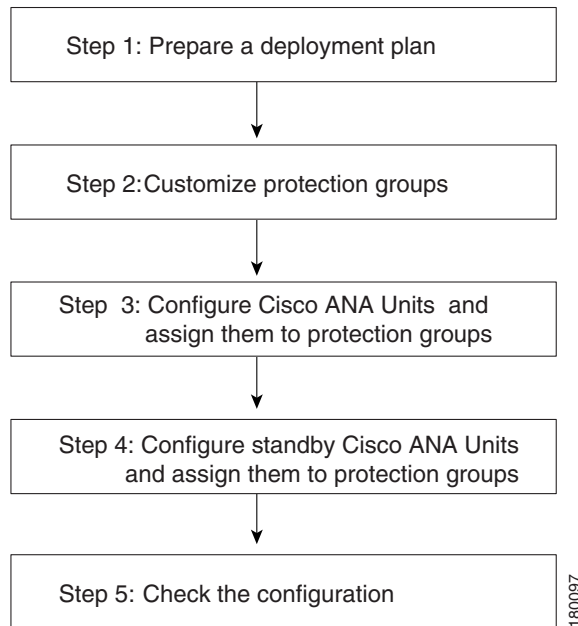 Step 1: Prepare a deployment plan
Step 2:Customize protection groups
Step 3: Configure Cisco ANA Units and
assign them to protection groups
Step 4: Configure standby Cisco ANA Units
and assign them to protection groups
Step 5: Check the configuration
180097